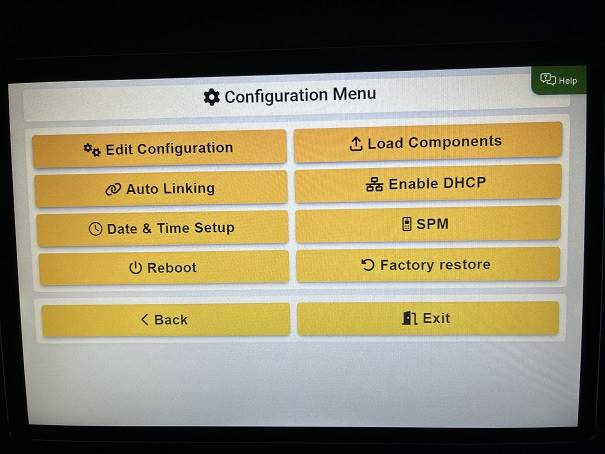 Help
Configuration Menu
Edit Configuration
Load Components
Auto Linking
Enable DHCP
Date & Time Setup
SPM
Reboot
Factory restore
Back
Exit